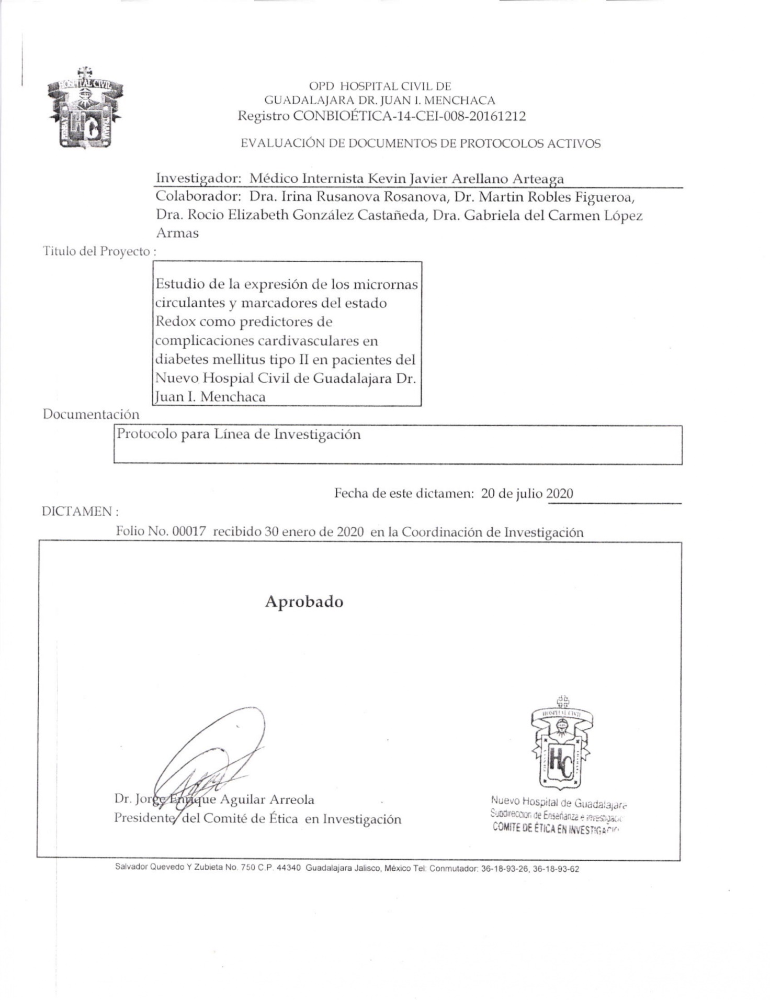 HOSPITAL CIVIL
HC
OPD HOSPITAL CIVIL DE
GUADALAJARA DR. JUAN I. MENCHACA
Registro CONBIOÉTICA-14-CEI-008-20161212
EVALUACIÓN DE DOCUMENTOS DE PROTOCOLOS ACTIVOS
Investigador: Médico Internista Kevin Javier Arellano Arteaga
Colaborador: Dra. Irina Rusanova Rosanova, Dr. Martin Robles Figueroa,
Dra. Rocio Elizabeth González Castañeda, Dra. Gabriela del Carmen López
Armas
Titulo del Proyecto :
Estudio de la expresión de los micrornas
circulantes y marcadores del estado
Redox como predictores de
complicaciones cardivasculares en
diabetes mellitus tipo II en pacientes del
Nuevo Hospial Civil de Guadalajara Dr.
Juan I. Menchaca
Documentación
Protocolo para Línea de Investigación
Fecha de este dictamen: 20 de julio 2020
DICTAMEN :
Folio No. 00017 recibido 30 enero de 2020 en la Coordinación de Investigación
Aprobado
HOSPITAL CIVIL
HC
Dr. Jorge Enrique Aguilar Arreola
Presidente del Comité de Ética en Investigación
Nuevo Hospital de Guadalajara
Subdireccion de Enseñanza e
COMITE DE ÉTICA EN
Salvador Quevedo Y Zubieta No. 750 C.P. 44340 Guadalajara Jalisco, México Tel: Conmutador: 36-18-93-26, 36-18-93-62